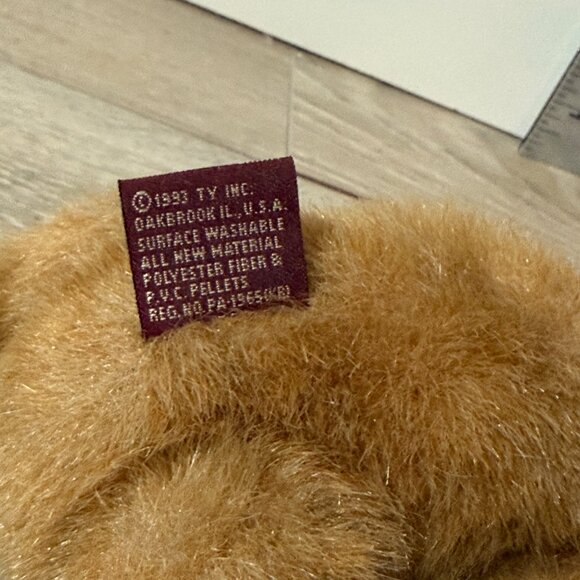 ©1993 TY INC.
OAKBROOK IL., U.S.A.
SURFACE WASHABLE
ALL NEW MATERIAL
POLYESTER FIBER &
P.V.C. PELLETS
REG. NO. PA-1965(KR)